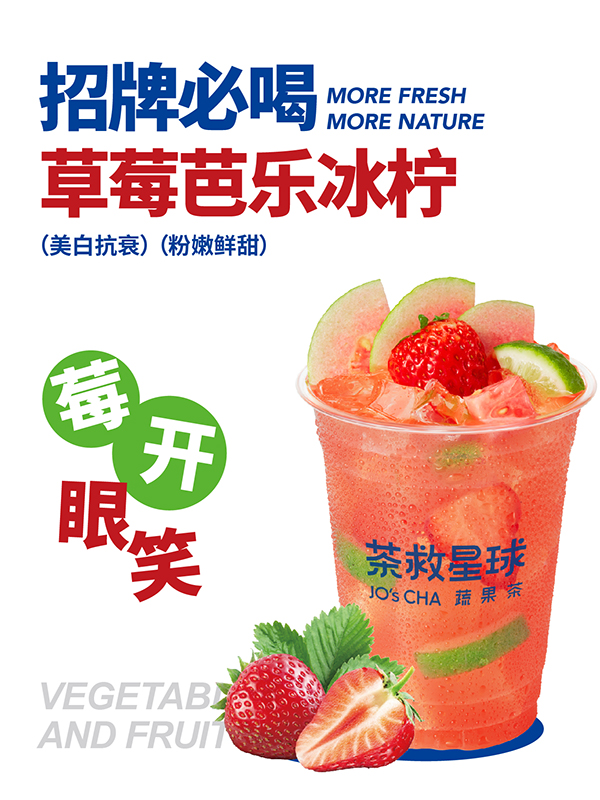 招牌必喝
MORE FRESH
MORE NATURE
草莓芭乐冰柠
(美白抗衰)(粉嫩鲜甜)
莓
开
眼
笑
茶救星球
JO's CHA 蔬果茶
VEGETABL
AND FRUIT